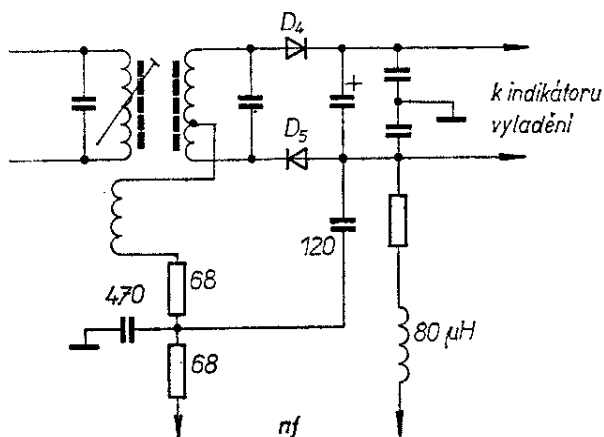 D4
+
k indikátoru
vyladění
D5
120
68
470
80 μH
68
nf